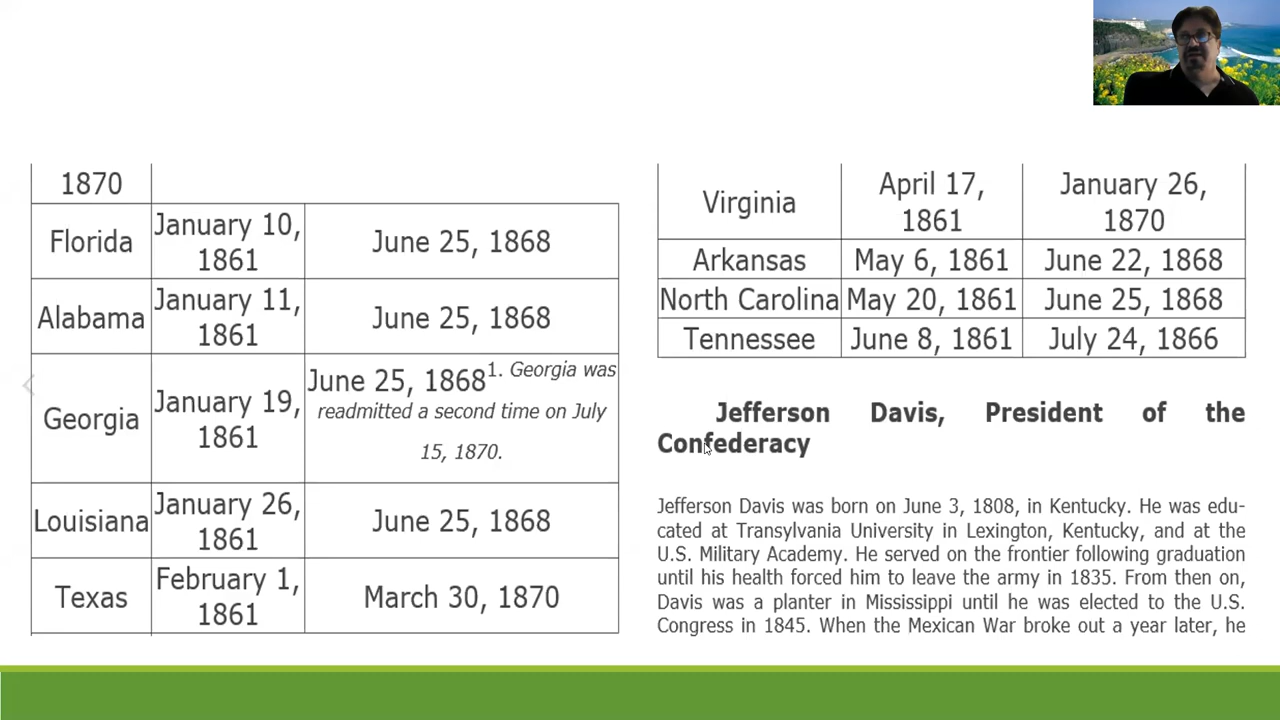 1870
Florida January 10, 1861 June 25, 1868
Alabama January 11, 1861 June 25, 1868
Georgia January 19, 1861 June 25, 1868 1. Georgia was readmitted a second time on July 15, 1870.
Louisiana January 26, 1861 June 25, 1868
Texas February 1, 1861 March 30, 1870
Virginia April 17, 1861 January 26, 1870
Arkansas May 6, 1861 June 22, 1868
North Carolina May 20, 1861 June 25, 1868
Tennessee June 8, 1861 July 24, 1866
Jefferson Davis, President of the
Confederacy
Jefferson Davis was born on June 3, 1808, in Kentucky. He was edu-
cated at Transylvania University in Lexington, Kentucky, and at the
U.S. Military Academy. He served on the frontier following graduation
until his health forced him to leave the army in 1835. From then on,
Davis was a planter in Mississippi until he was elected to the U.S.
Congress in 1845. When the Mexican War broke out a year later, he